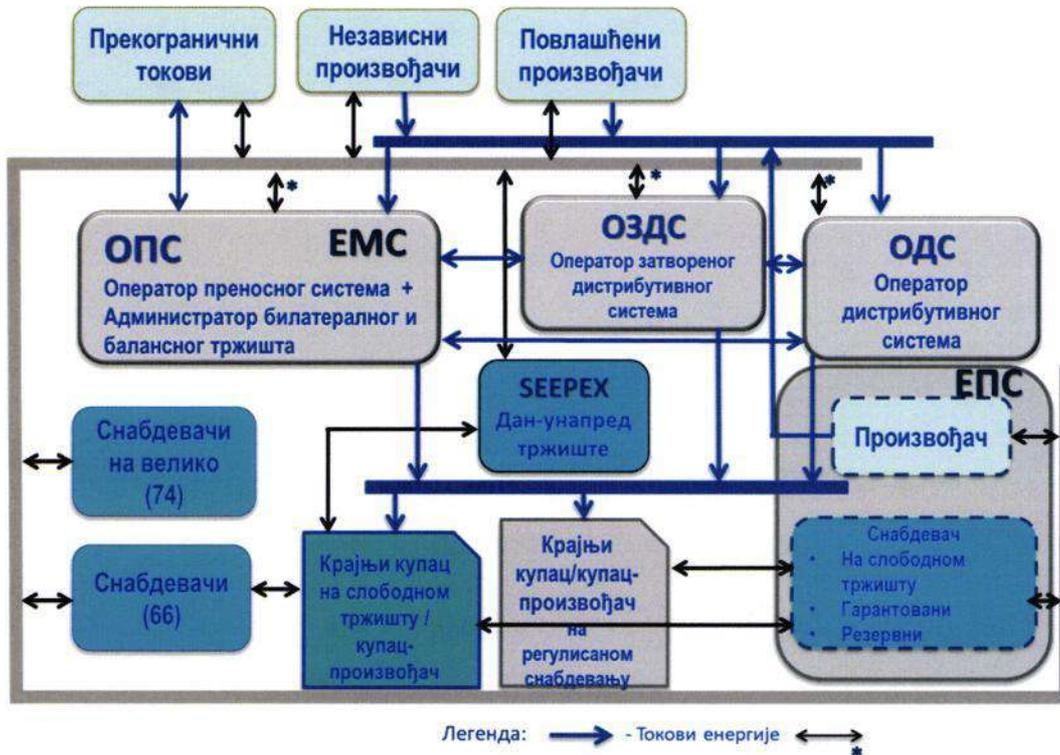 Прекогранични
токови
Независни
произвођачи
Повлашћени
произвођачи
*
*
*
ОПС
ЕМС
Оператор преносног система +
Администратор билатералног и
балансног тржишта
ОЗДС
Оператор затвореног
дистрибутивног
система
ОДС
Оператор
дистрибутивног
система
SEEPEX
Дан-унапред
тржиште
ЕПС
Произвођач
Снабдевачи
на велико
(74)
Снабдевачи
(66)
Крајњи купац
на слободном
тржишту /
купац-
произвођач
Крајњи
купац/купац-
произвођач
на
регулисаном
снабдевању
Снабдевач
• На слободном
тржишту
• Гарантовани
• Резервни
Легенда:
- Токови енергије
*